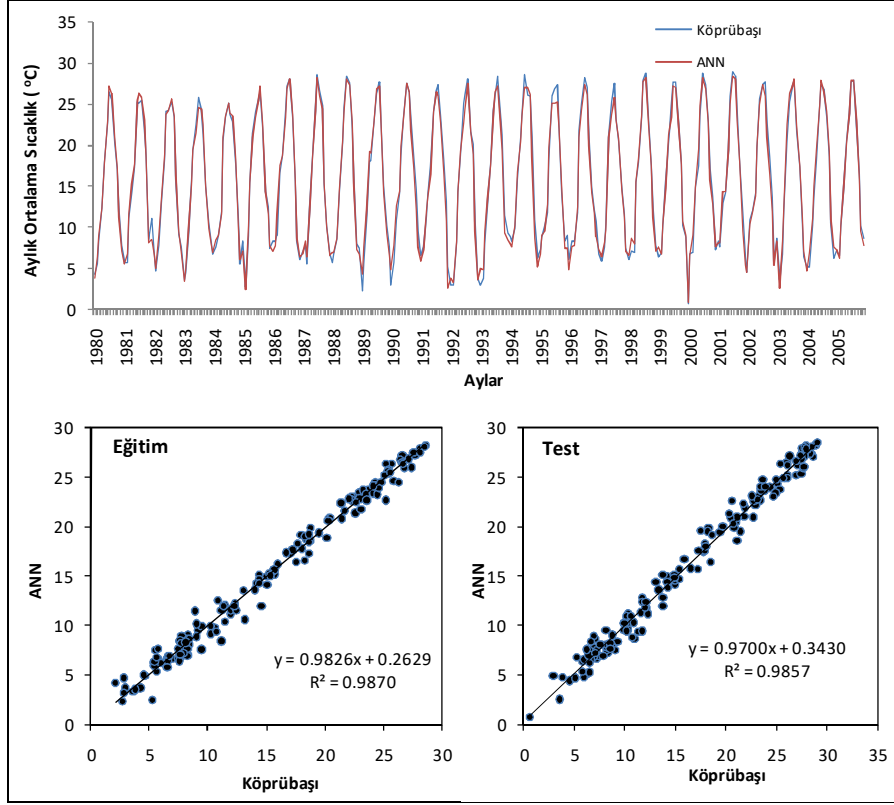 35
30
25
20
15
10
5
0
Aylık Ortalama Sıcaklık ( ⁰C)
Köprübaşı
ANN
1980 1981 1982 1983 1984 1985 1986 1987 1988 1989 1990 1991 1992 1993 1994 1995 1996 1997 1998 1999 2000 2001 2002 2003 2004 2005
Aylar
Eğitim
30
25
20
15
10
5
0
ANN
y = 0.9826x + 0.2629
R² = 0.9870
0 5 10 15 20 25 30
Köprübaşı
Test
30
25
20
15
10
5
0
ANN
y = 0.9700x + 0.3430
R² = 0.9857
0 5 10 15 20 25 30 35
Köprübaşı